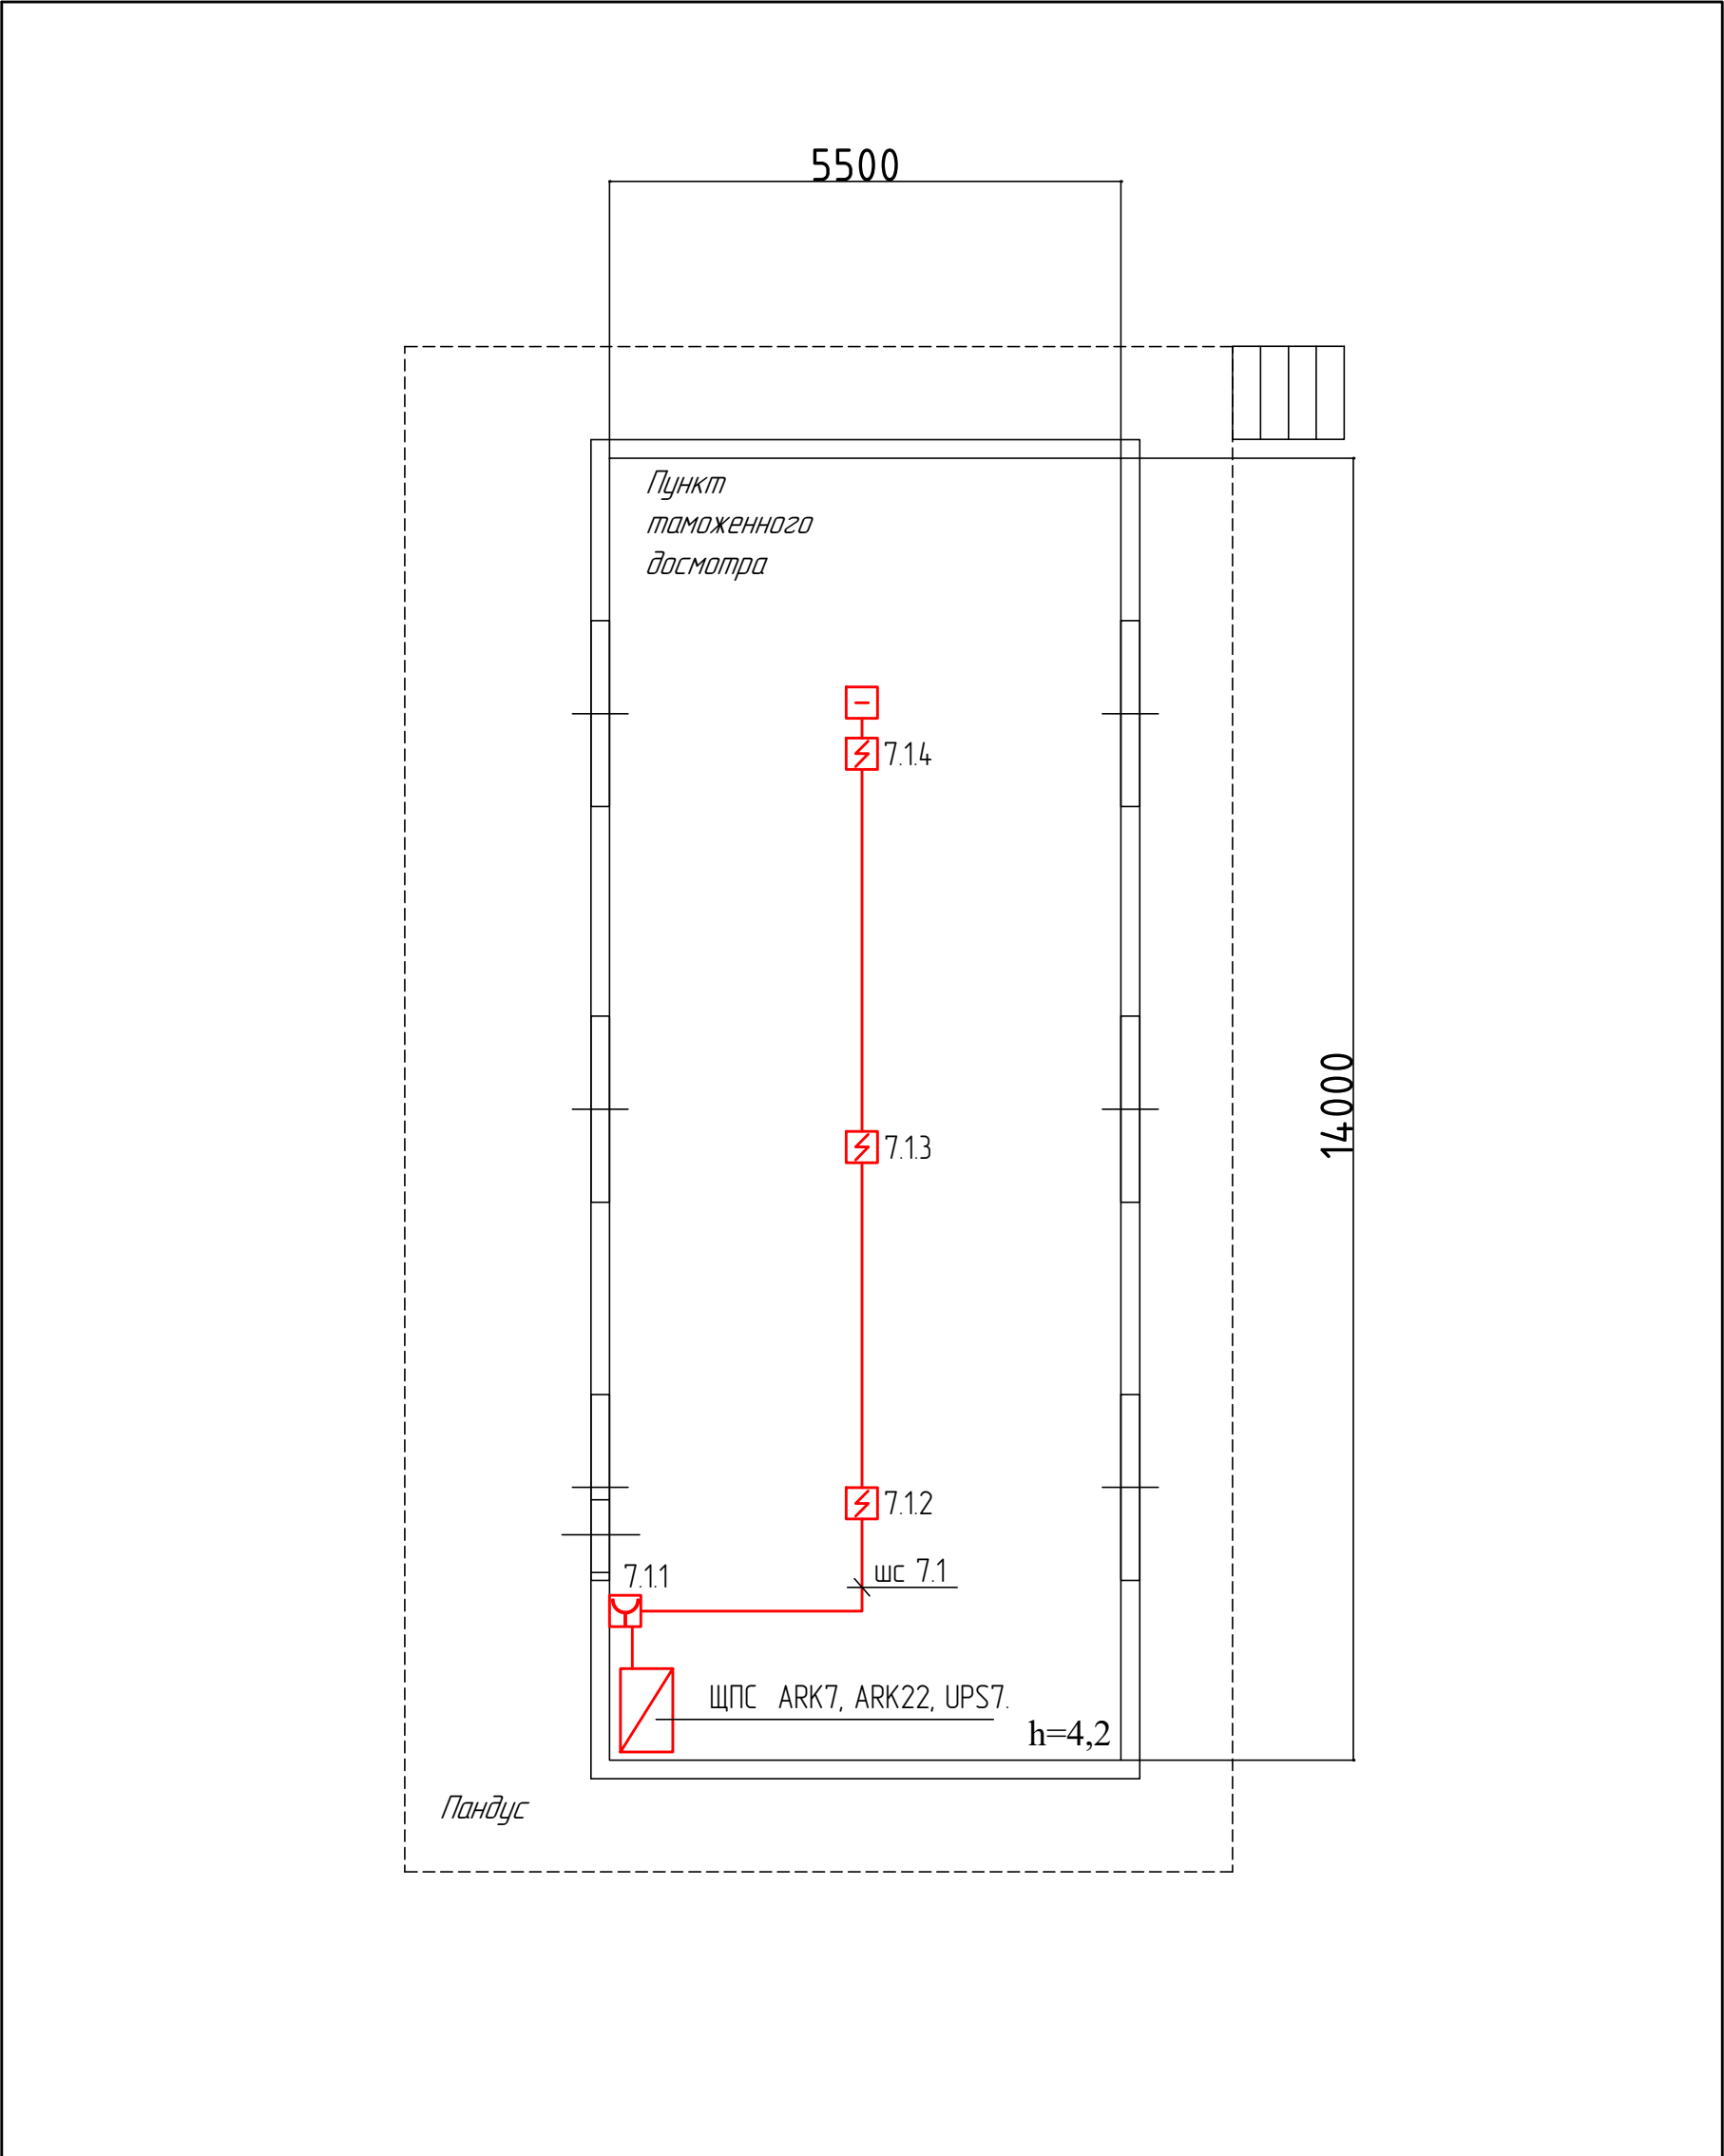 5500
Пункт
таможенного
досмотра
7.1.4
14000
7.1.3
7.1.2
шс 7.1
7.1.1
ЩПС ARK7, ARK22, UPS7.
h=4,2
Пандус